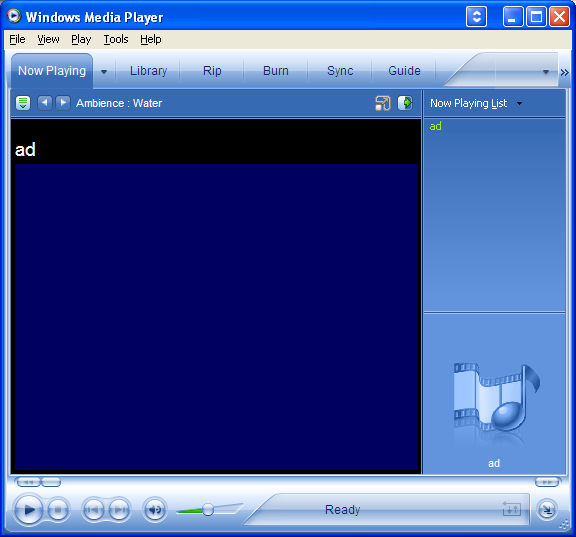 Windows Media Player
File View Play Tools Help
Now Playing Library Rip Burn Sync Guide
Ambience : Water
Now Playing List
ad
ad
ad
Ready